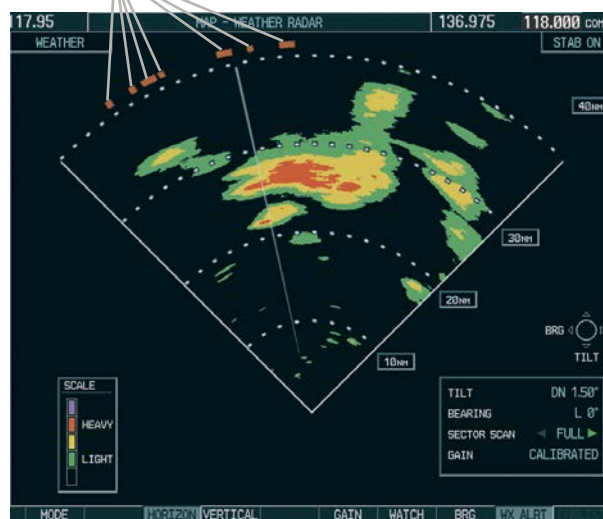 17.95 MAP - WEATHER RADAR 136.975 118.000 COM
WEATHER STAB ON
40NM
30NM
20NM
10NM
BRG
TILT
SCALE
HEAVY
LIGHT
TILT DN 1.50°
BEARING L 0°
SECTOR SCAN FULL
GAIN CALIBRATED
MODE HORIZON VERTICAL GAIN WATCH BRG WX ALRT